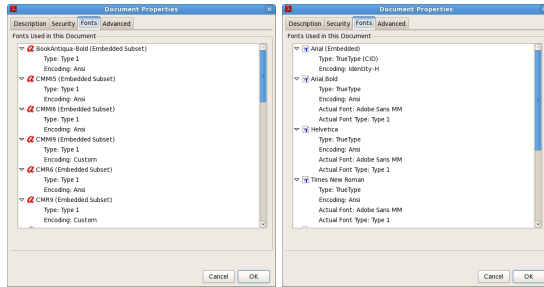 Document Properties
Description Security Fonts Advanced
Fonts Used in this Document
BookAntiqua-Bold (Embedded Subset)
Type: Type 1
Encoding: Ansi
CMMI5 (Embedded Subset)
Type: Type 1
Encoding: Ansi
CMMI6 (Embedded Subset)
Type: Type 1
Encoding: Ansi
CMMI9 (Embedded Subset)
Type: Type 1
Encoding: Custom
CMR6 (Embedded Subset)
Type: Type 1
Encoding: Ansi
CMR9 (Embedded Subset)
Type: Type 1
Encoding: Custom
Cancel OK
Document Properties
Description Security Fonts Advanced
Fonts Used in this Document
Arial (Embedded)
Type: TrueType (CID)
Encoding: Identity-H
Arial,Bold
Type: TrueType
Encoding: Ansi
Actual Font: Adobe Sans MM
Actual Font Type: Type 1
Helvetica
Type: TrueType
Encoding: Ansi
Actual Font: Adobe Sans MM
Actual Font Type: Type 1
Times New Roman
Type: TrueType
Encoding: Ansi
Actual Font: Adobe Sans MM
Actual Font Type: Type 1
Cancel OK